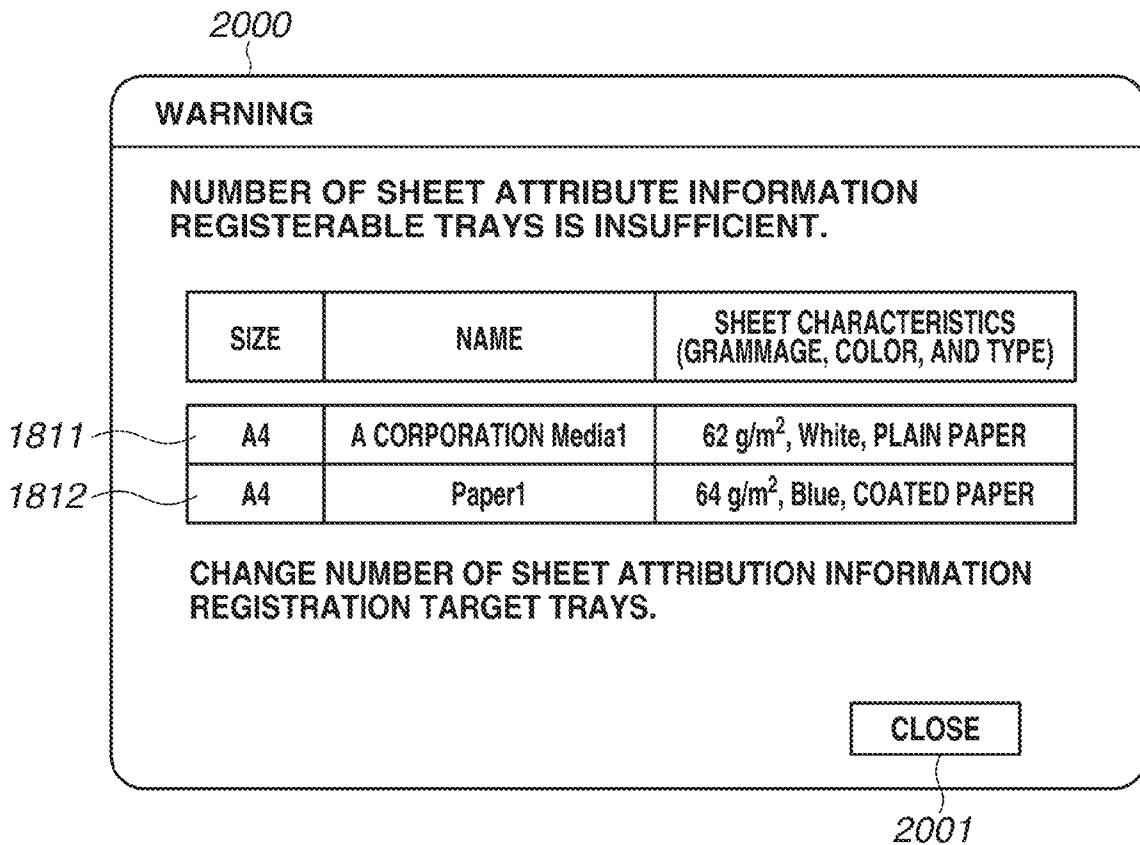 2000
WARNING
NUMBER OF SHEET ATTRIBUTE INFORMATION
REGISTERABLE TRAYS IS INSUFFICIENT.
SIZE NAME SHEET CHARACTERISTICS
(GRAMMAGE, COLOR, AND TYPE)
1811 A4 A CORPORATION Media1 62 g/m², White, PLAIN PAPER
1812 A4 Paper1 64 g/m², Blue, COATED PAPER
CHANGE NUMBER OF SHEET ATTRIBUTION INFORMATION
REGISTRATION TARGET TRAYS.
CLOSE
2001